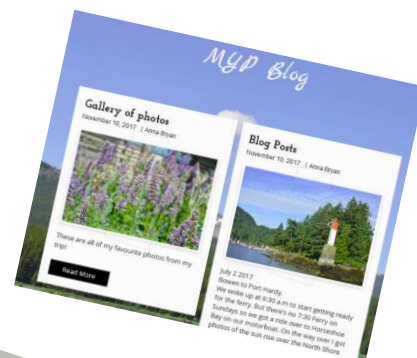 MYP Blog
Gallery of photos
November 10, 2017 | Anna Bryan
These are all of my favourite photos from my
trip!
Read More
Blog Posts
November 10, 2017 | Anna Bryan
July 2 2017
Bowen to Port Hardy.
We woke up at 6:30 a.m to start getting ready
for the ferry. But there's no 7:30 Ferry on
Sundays so we got a ride over to Horseshoe
Bay on our motorboat. On the way over I got
photos of the sun rise over the North Shore